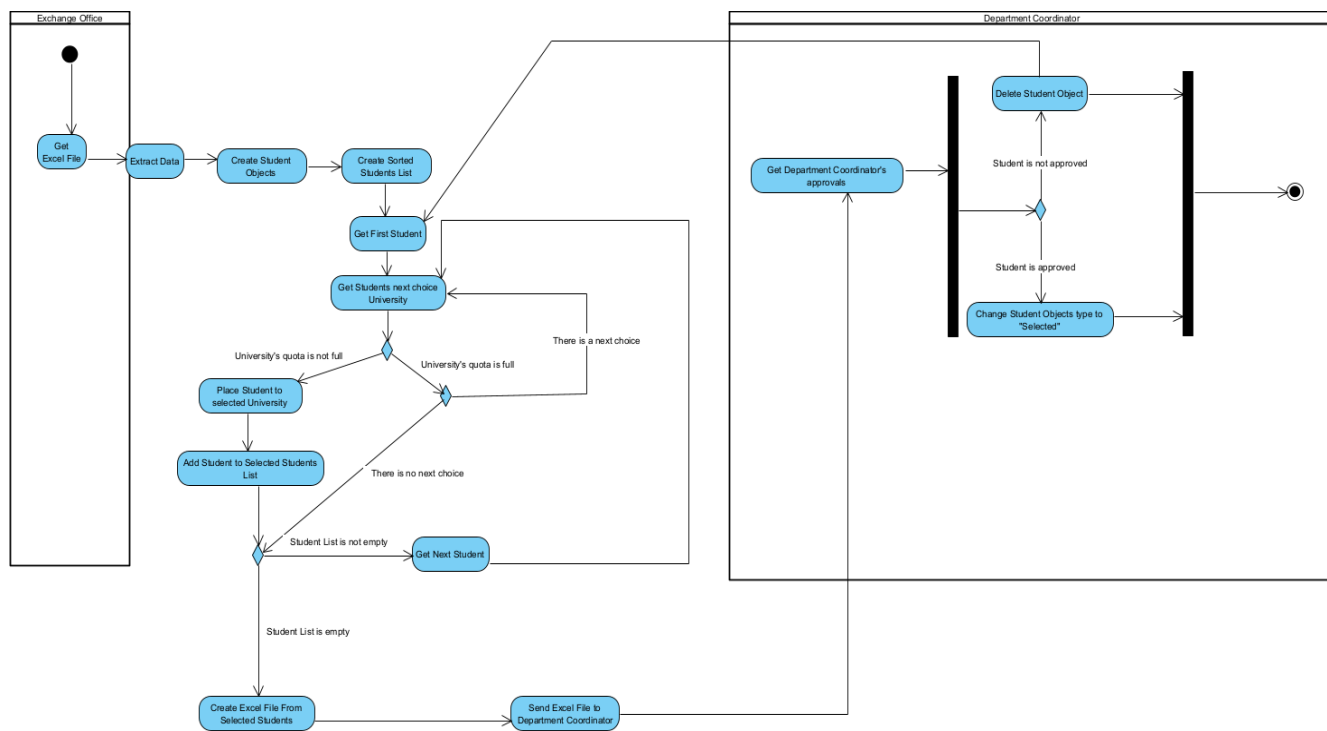 Exchange Office
Department Coordinator
Get
Excel File
Extract Data
Create Student
Objects
Create Sorted
Students List
Get First Student
Get Students next choice
University
University's quota is not full
University's quota is full
There is a next choice
Place Student to
selected University
Add Student to Selected Students
List
There is no next choice
Student List is not empty
Get Next Student
Student List is empty
Create Excel File From
Selected Students
Send Excel File to
Department Coordinator
Get Department Coordinator's
approvals
Delete Student Object
Student is not approved
Student is approved
Change Student Objects type to
"Selected"